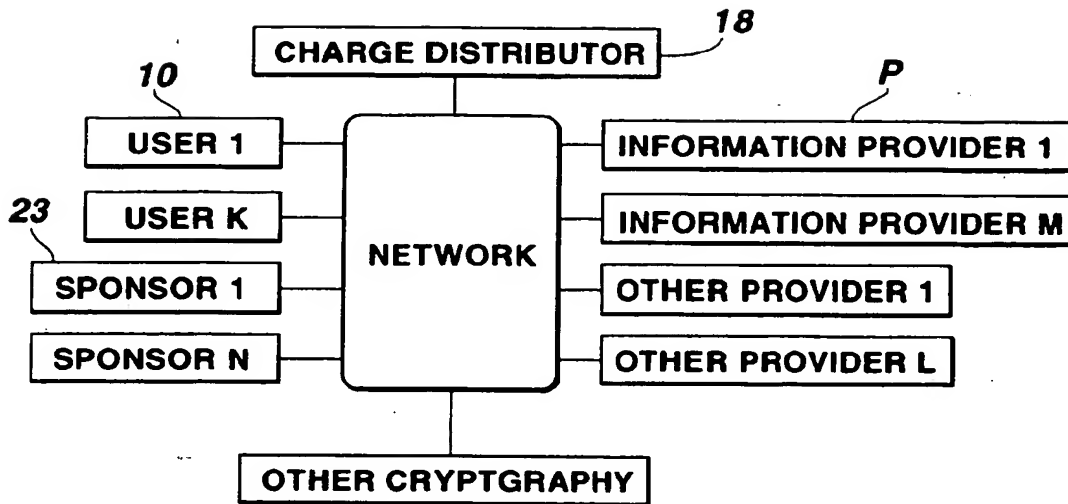 CHARGE DISTRIBUTOR
18
10
P
USER 1
INFORMATION PROVIDER 1
USER K
INFORMATION PROVIDER M
23
NETWORK
SPONSOR 1
OTHER PROVIDER 1
SPONSOR N
OTHER PROVIDER L
OTHER CRYPTGRAPHY